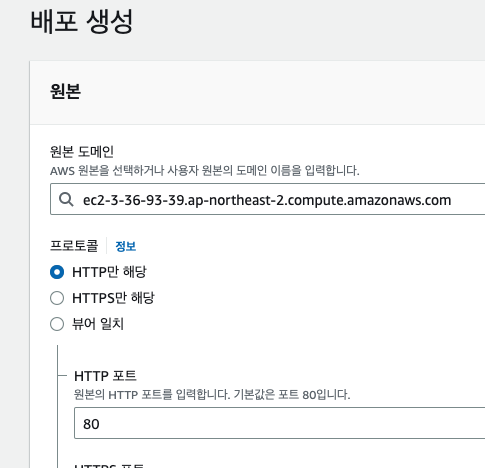 배포 생성
원본
원본 도메인
AWS 원본을 선택하거나 사용자 원본의 도메인 이름을 입력합니다.
ec2-3-36-93-39.ap-northeast-2.compute.amazonaws.com
프로토콜 정보
HTTP만 해당
HTTPS만 해당
뷰어 일치
HTTP 포트
원본의 HTTP 포트를 입력합니다. 기본값은 포트 80입니다.
80
HTTPS 포트